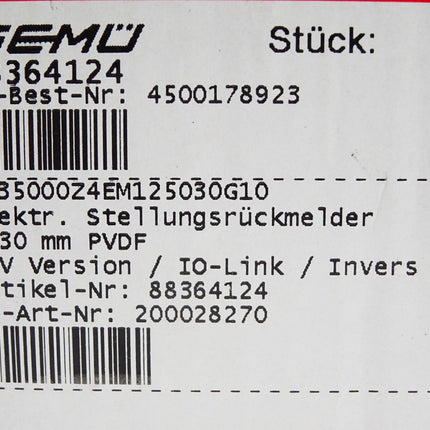 GEMÜ Stück:
8364124
-Best-Nr: 4500178923
35000Z4EM125030G10
ektr. Stellungsrückmelder
30 mm PVDF
V Version / IO-Link / Invers
tikel-Nr: 88364124
-Art-Nr: 200028270